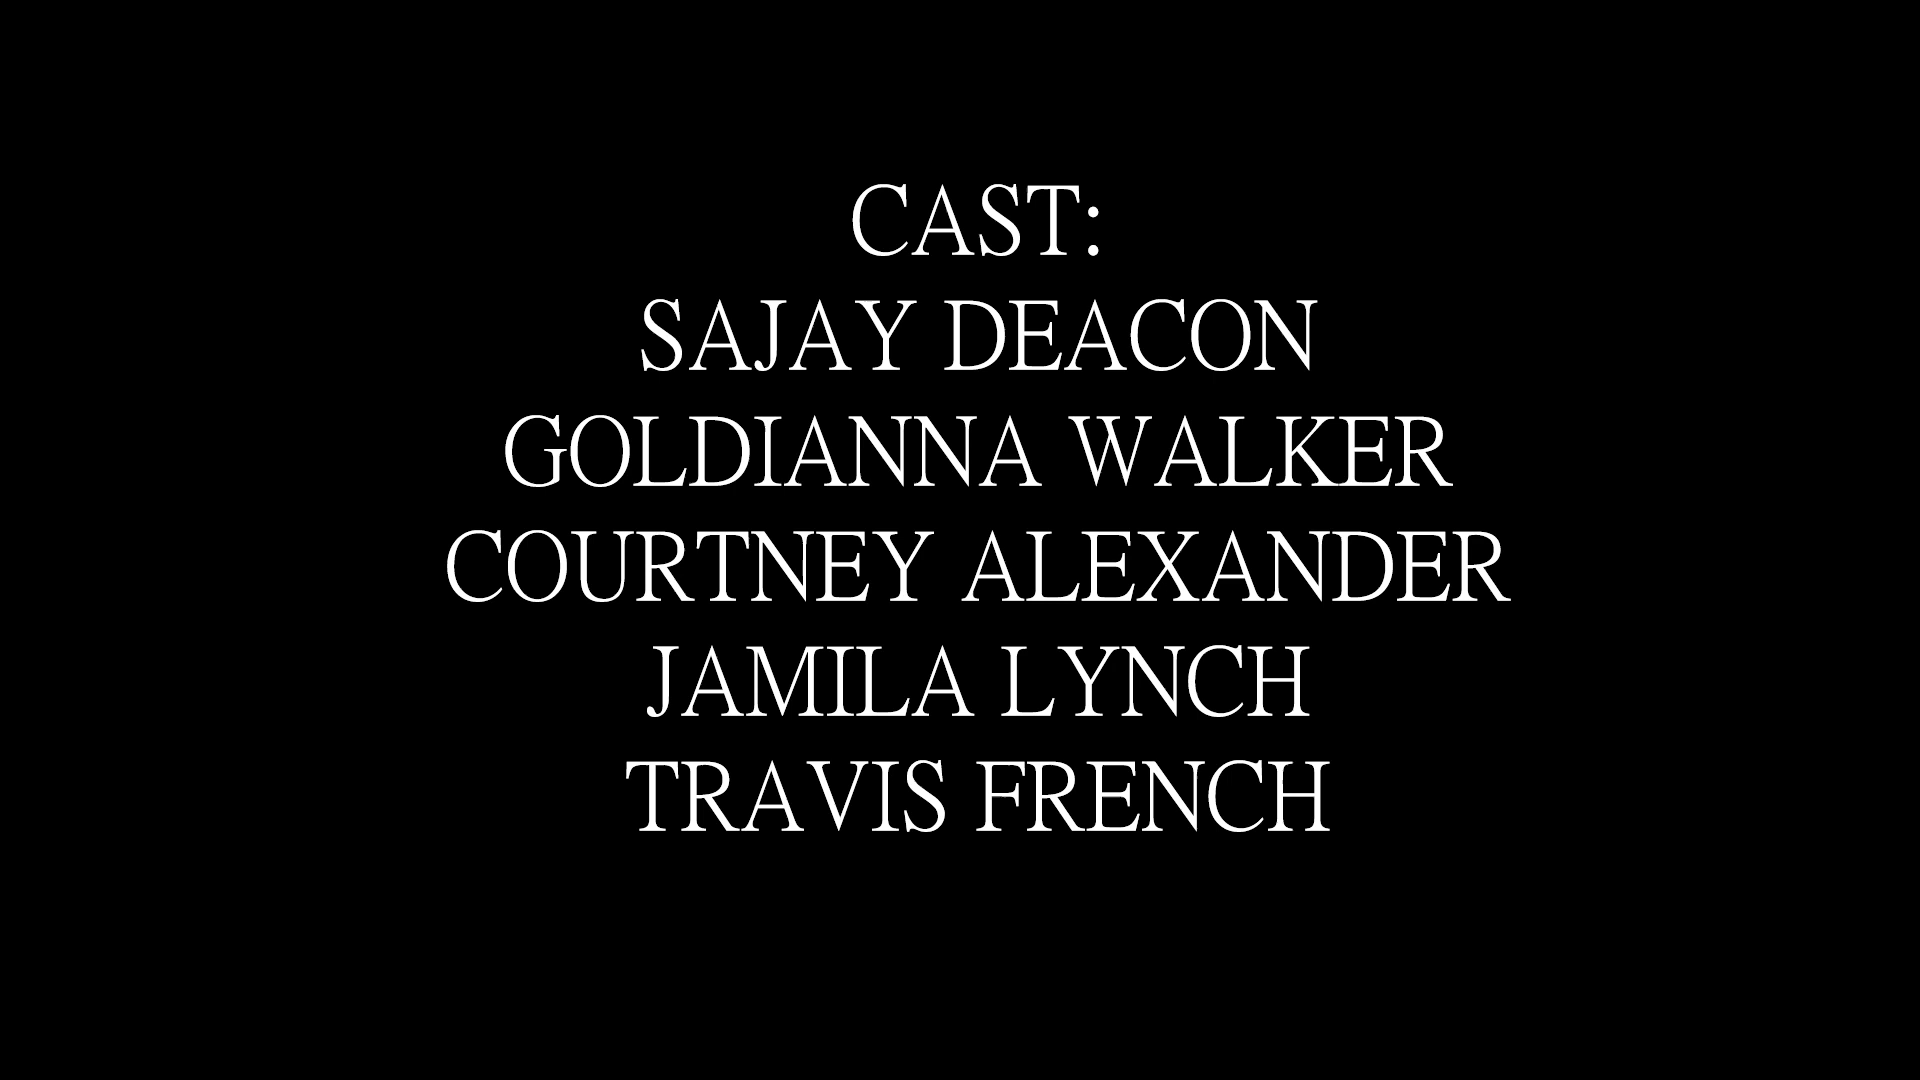 CAST:
SAJAY DEACON
GOLDIANNA WALKER
COURTNEY ALEXANDER
JAMILA LYNCH
TRAVIS FRENCH